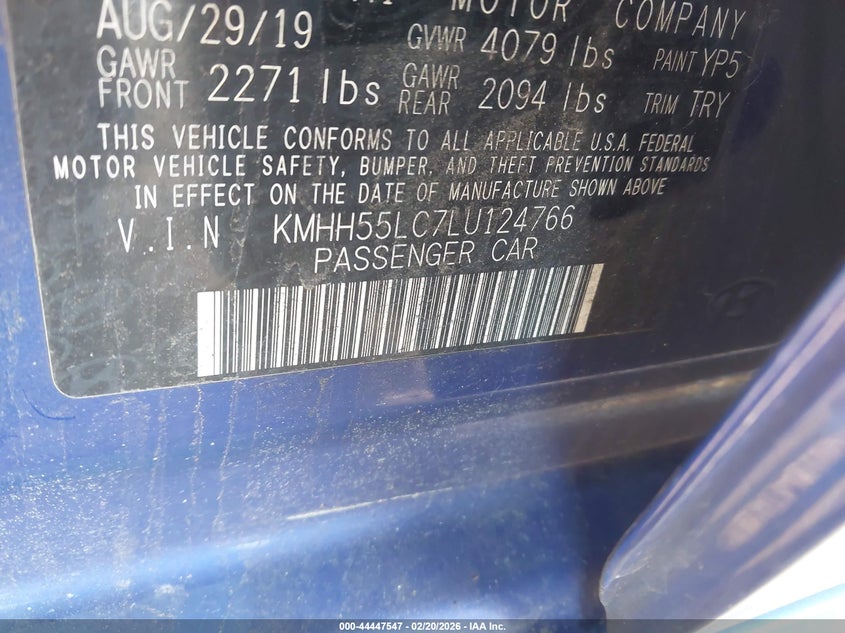 MOTOR COMPANY
AUG/29/19 GVWR 4079 lbs PAINT YP5
GAWR FRONT 2271 lbs GAWR REAR 2094 lbs TRIM TRY
THIS VEHICLE CONFORMS TO ALL APPLICABLE U.S.A. FEDERAL
MOTOR VEHICLE SAFETY, BUMPER, AND THEFT PREVENTION STANDARDS
IN EFFECT ON THE DATE OF MANUFACTURE SHOWN ABOVE
V.I.N KMHH55LC7LU124766
PASSENGER CAR
000-44447547 - 02/20/2026 - IAA Inc.